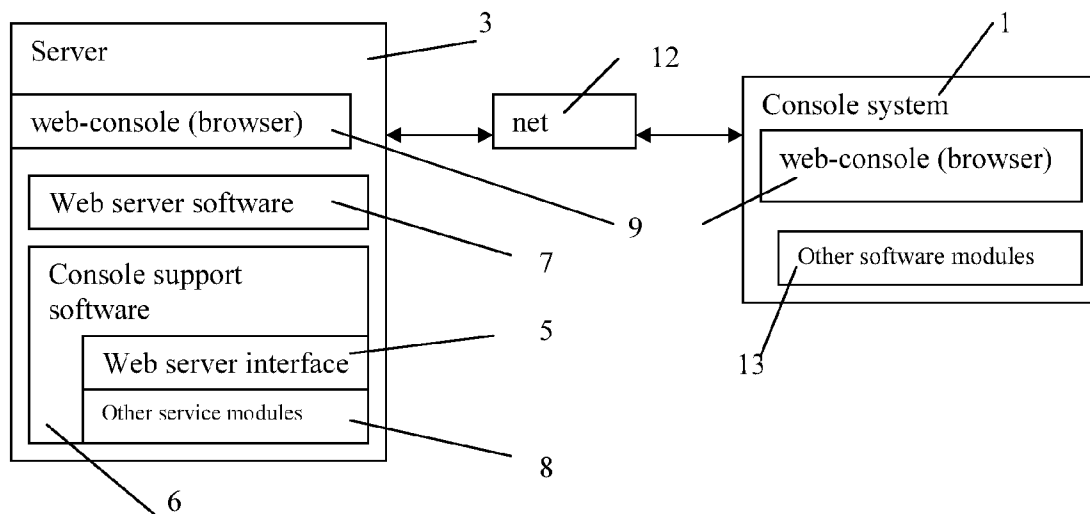 Server
3
web-console (browser)
Web server software
7
Console support
software
Web server interface
5
Other service modules
8
6
net
12
9
1
Console system
web-console (browser)
Other software modules
13